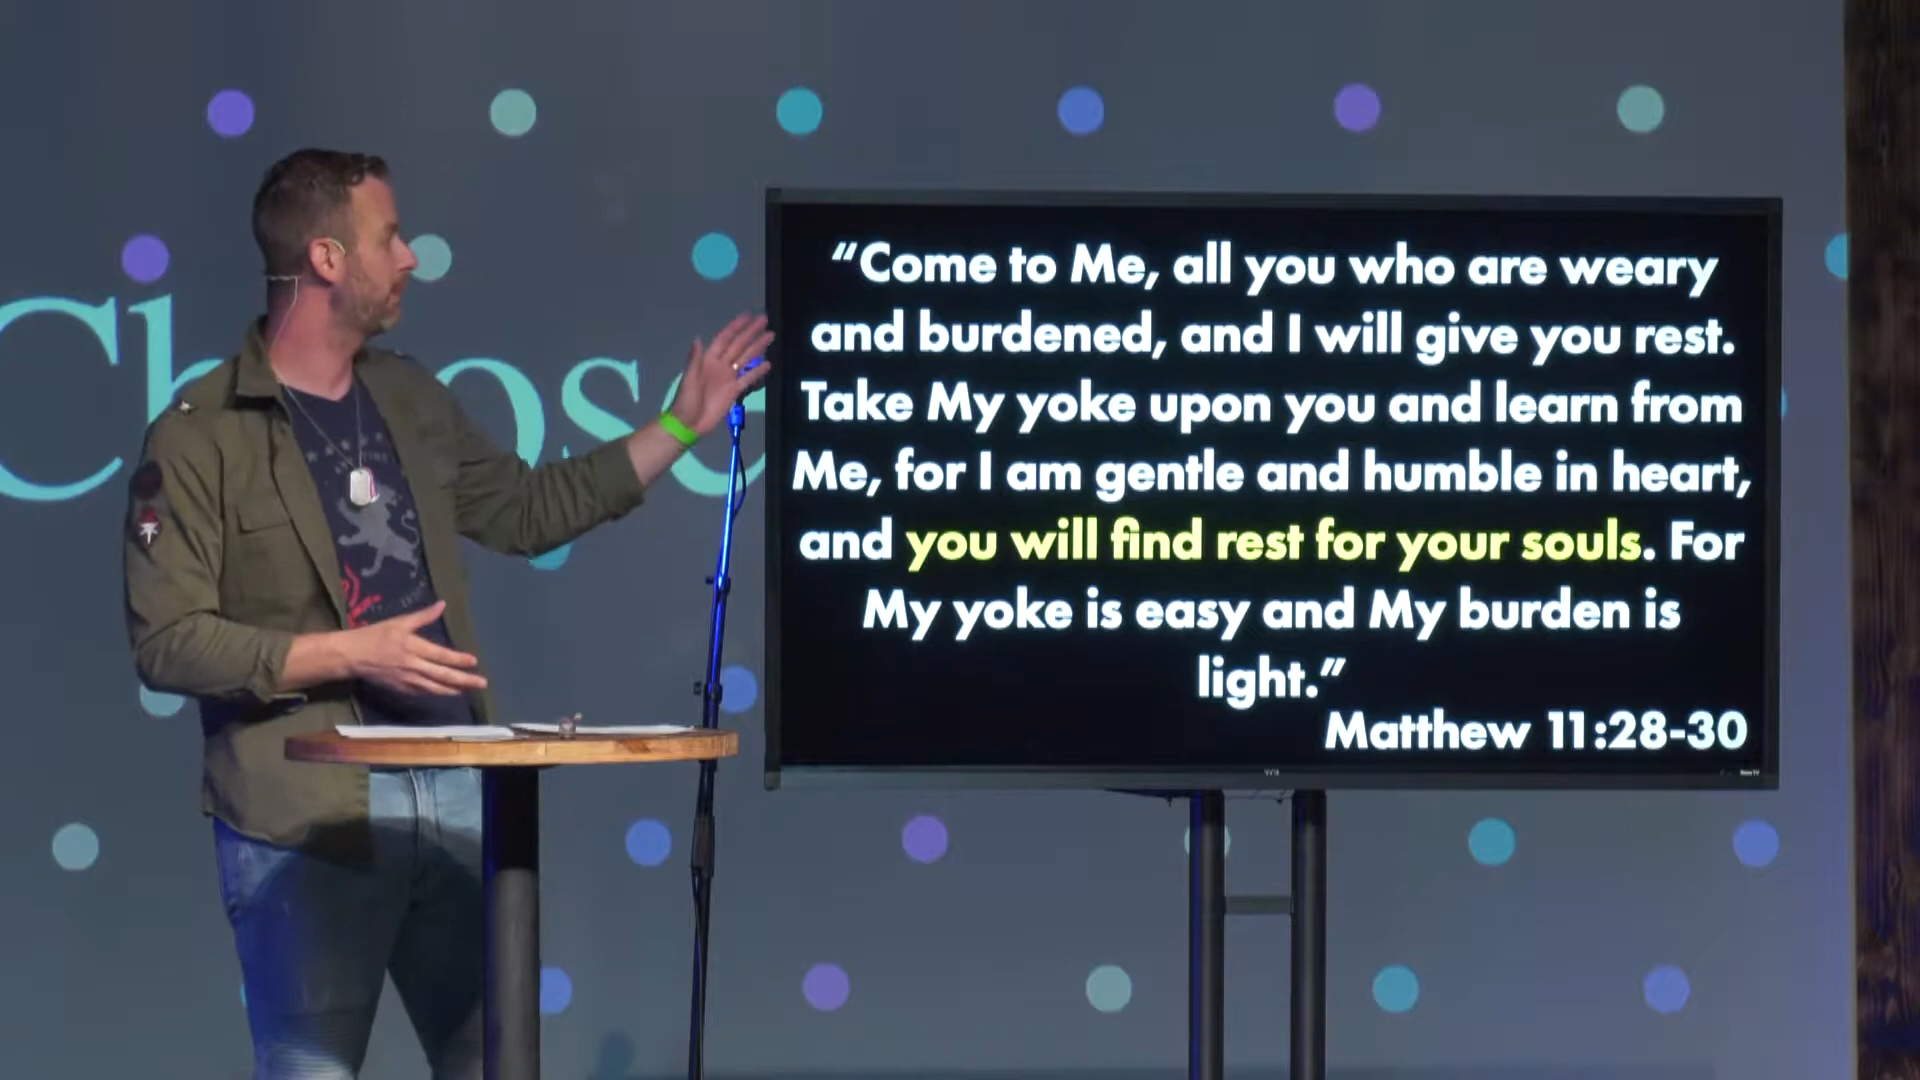 Choose
“Come to Me, all you who are weary
and burdened, and I will give you rest.
Take My yoke upon you and learn from
Me, for I am gentle and humble in heart,
and you will find rest for your souls. For
My yoke is easy and My burden is
light.”
Matthew 11:28-30